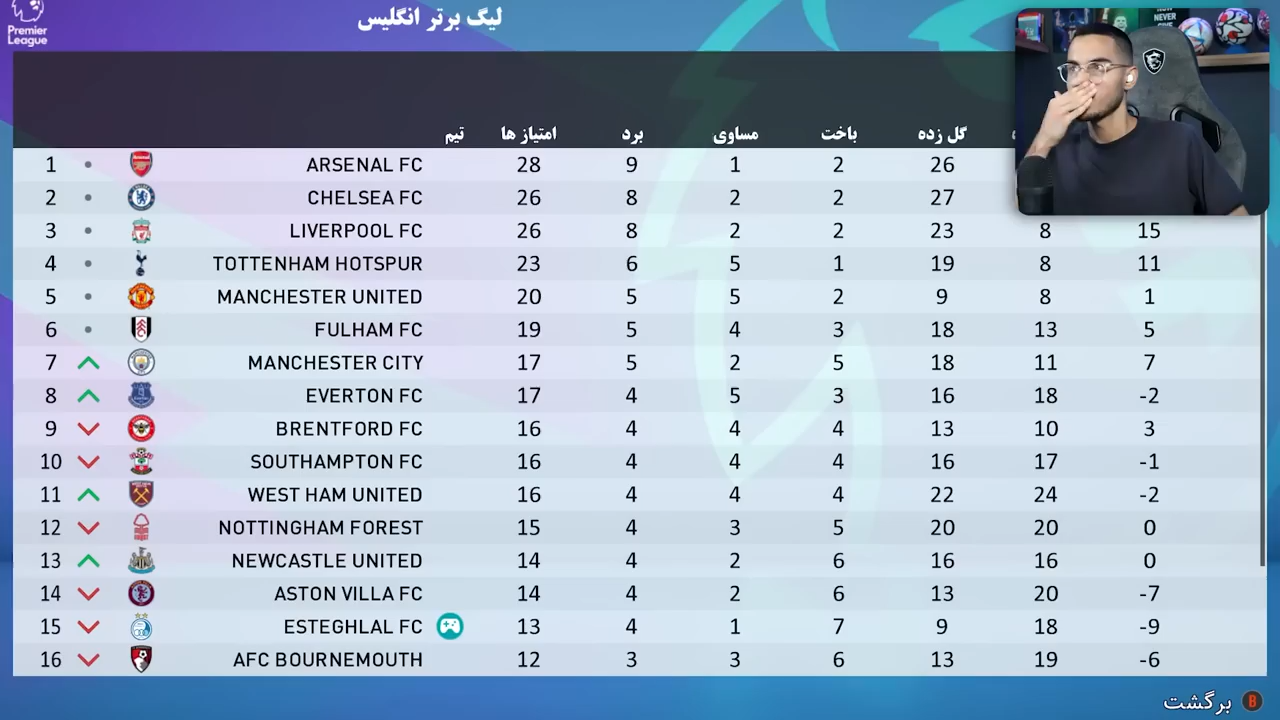 Premier
League
لیگ برتر انگلیس
NOW
NEVER
GIVE
تیم امتیاز ها برد مساوی باخت گل زده
1 ARSENAL FC 28 9 1 2 26
2 CHELSEA FC 26 8 2 2 27
3 LIVERPOOL FC 26 8 2 2 23 8 15
4 TOTTENHAM HOTSPUR 23 6 5 1 19 8 11
5 MANCHESTER UNITED 20 5 5 2 9 8 1
6 FULHAM FC 19 5 4 3 18 13 5
7 MANCHESTER CITY 17 5 2 5 18 11 7
8 EVERTON FC 17 4 5 3 16 18 -2
9 BRENTFORD FC 16 4 4 4 13 10 3
10 SOUTHAMPTON FC 16 4 4 4 16 17 -1
11 WEST HAM UNITED 16 4 4 4 22 24 -2
12 NOTTINGHAM FOREST 15 4 3 5 20 20 0
13 NEWCASTLE UNITED 14 4 2 6 16 16 0
14 ASTON VILLA FC 14 4 2 6 13 20 -7
15 ESTEGHLAL FC 13 4 1 7 9 18 -9
16 AFC BOURNEMOUTH 12 3 3 6 13 19 -6
برگشت B